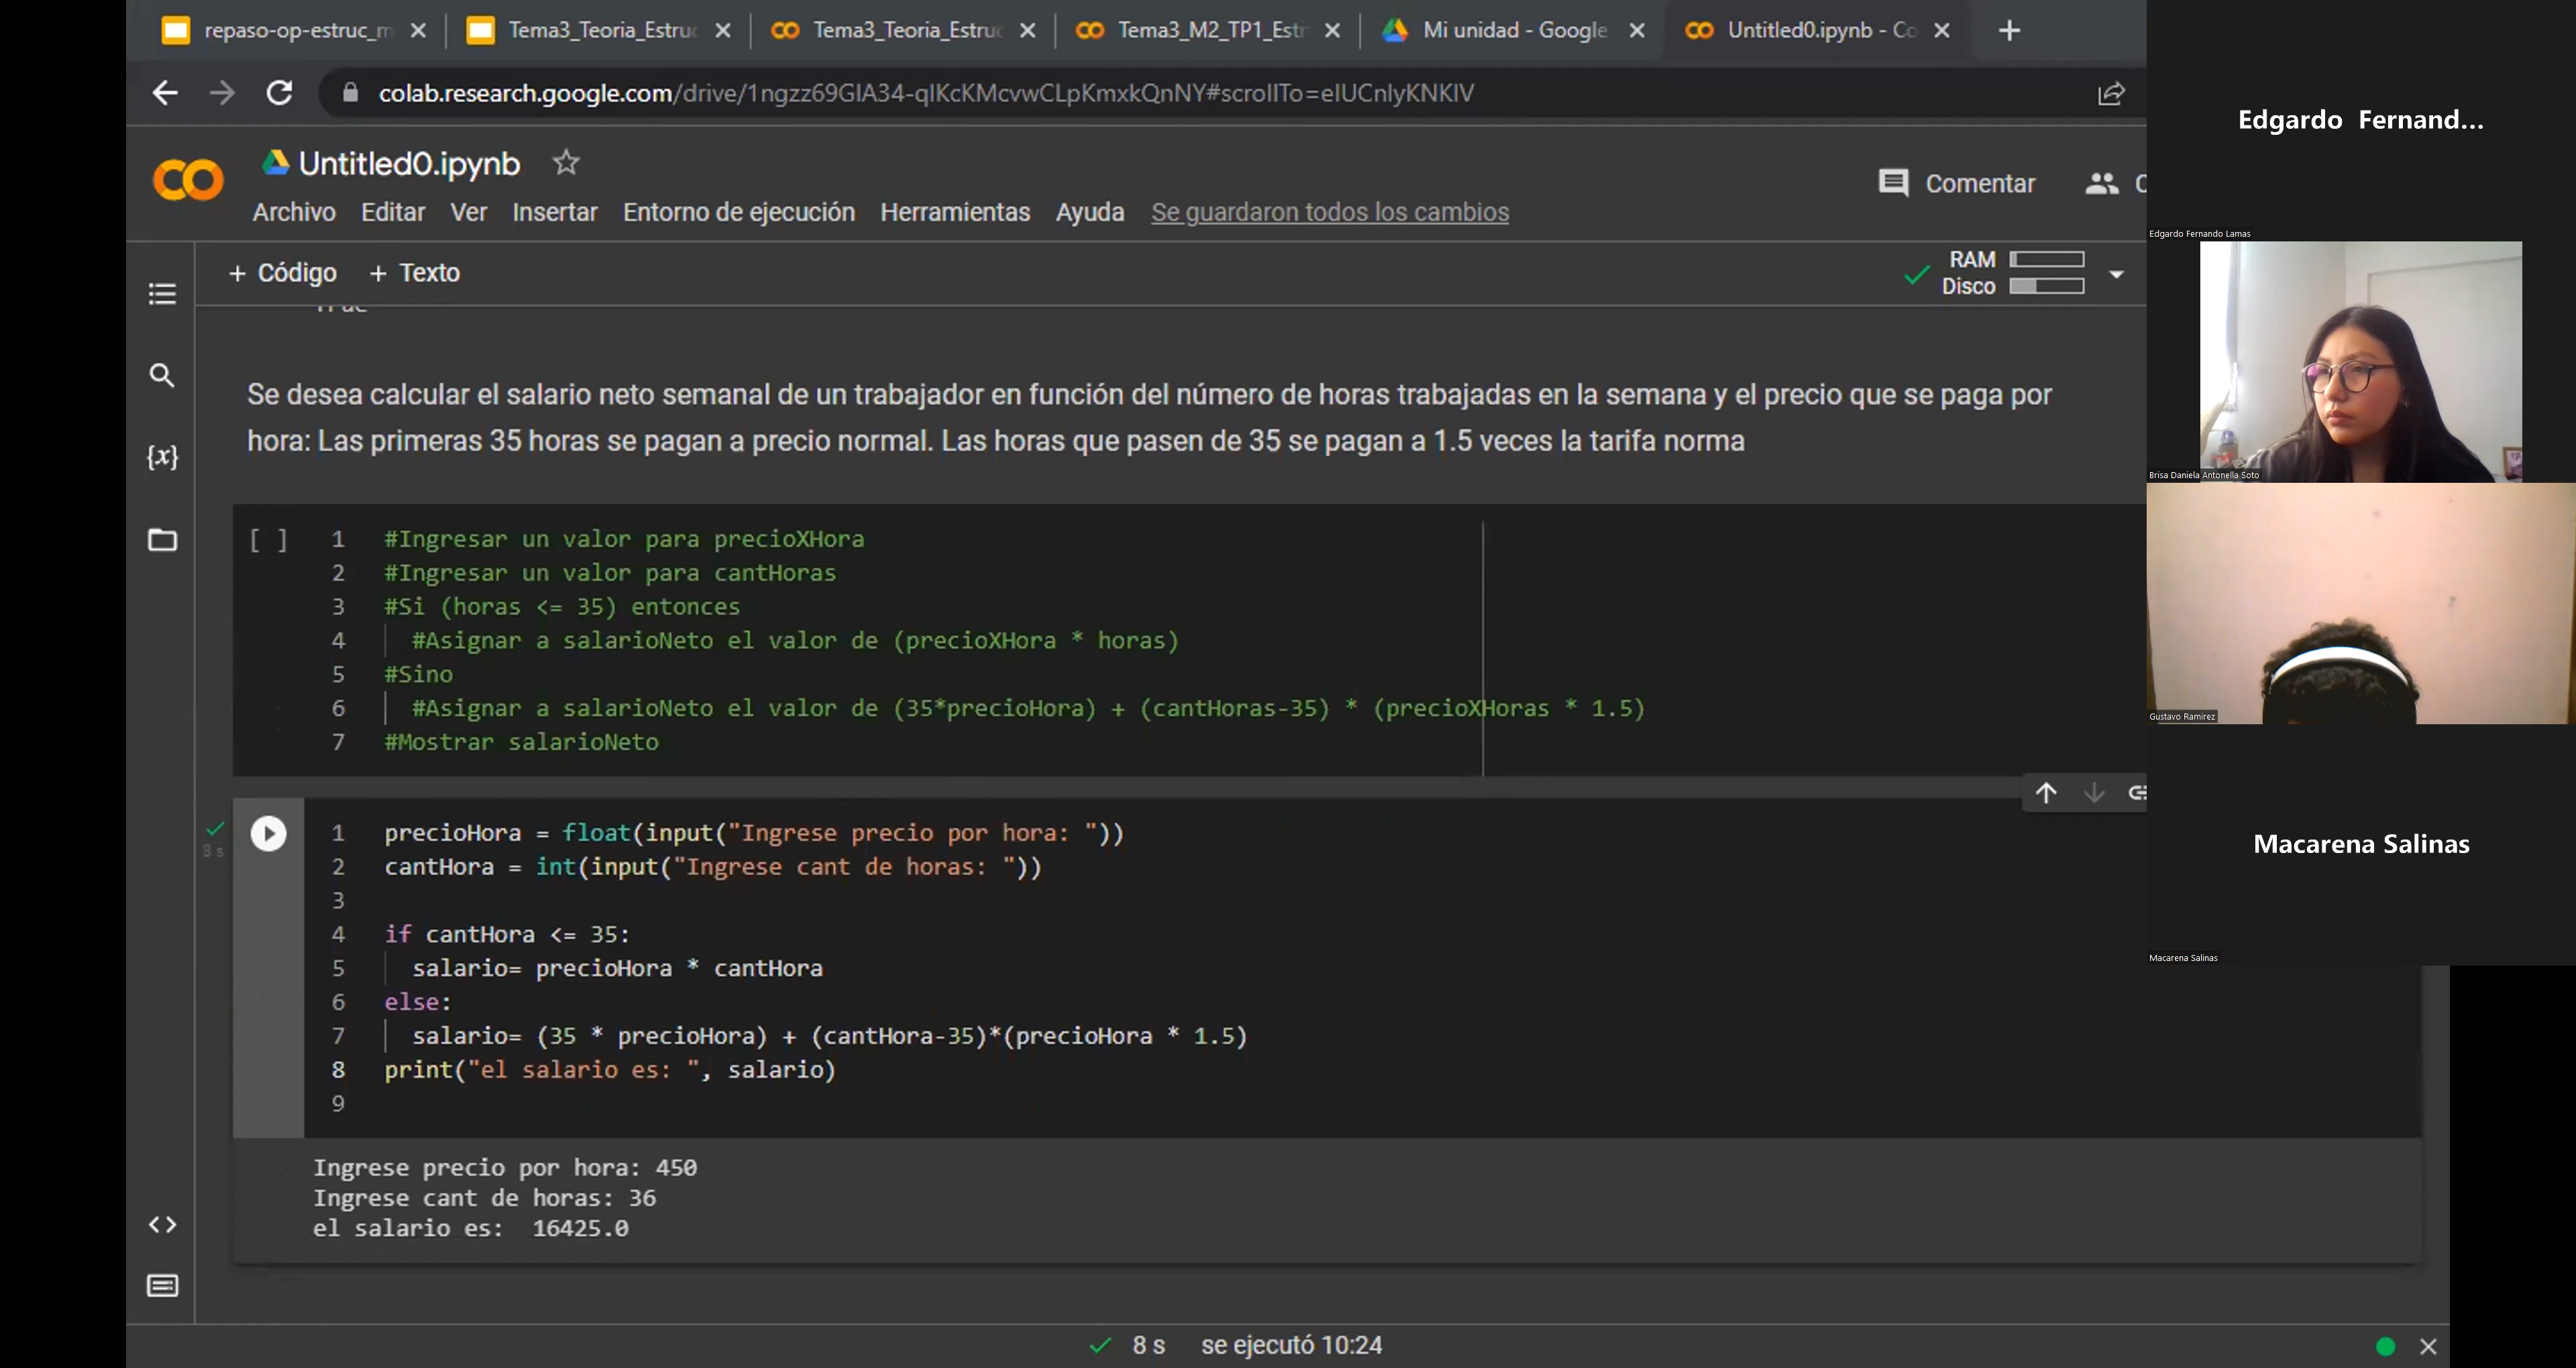 repaso-op-estruc_m
Tema3_Teoria_Estruc
Tema3_Teoria_Estruc
Tema3_M2_TP1_Estr
Mi unidad - Google
Untitled0.ipynb - Co
colab.research.google.com/drive/1ngzz69GIA34-qIKcKMcvwCLpKmxkQnNY#scrollTo=eIUCnlyKNKlV
Untitled0.ipynb
Comentar
C
Archivo Editar Ver Insertar Entorno de ejecución Herramientas Ayuda Se guardaron todos los cambios
+ Código + Texto
RAM
Disco
True
Se desea calcular el salario neto semanal de un trabajador en función del número de horas trabajadas en la semana y el precio que se paga por
hora: Las primeras 35 horas se pagan a precio normal. Las horas que pasen de 35 se pagan a 1.5 veces la tarifa norma
{x}
[ ] 1 #Ingresar un valor para precioXHora
2 #Ingresar un valor para cantHoras
3 #Si (horas <= 35) entonces
4 #Asignar a salarioNeto el valor de (precioXHora * horas)
5 #Sino
6 #Asignar a salarioNeto el valor de (35*precioHora) + (cantHoras-35) * (precioXHoras * 1.5)
7 #Mostrar salarioNeto
8 s
1 precioHora = float(input("Ingrese precio por hora: "))
2 cantHora = int(input("Ingrese cant de horas: "))
3
4 if cantHora <= 35:
5 salario= precioHora * cantHora
6 else:
7 salario= (35 * precioHora) + (cantHora-35)*(precioHora * 1.5)
8 print("el salario es: ", salario)
9
Ingrese precio por hora: 450
Ingrese cant de horas: 36
el salario es:  16425.0
8 s se ejecutó 10:24
Edgardo Fernand...
Edgardo Fernando Lamas
Brisa Daniela Antonella Soto
Gustavo Ramirez
Macarena Salinas
Macarena Salinas